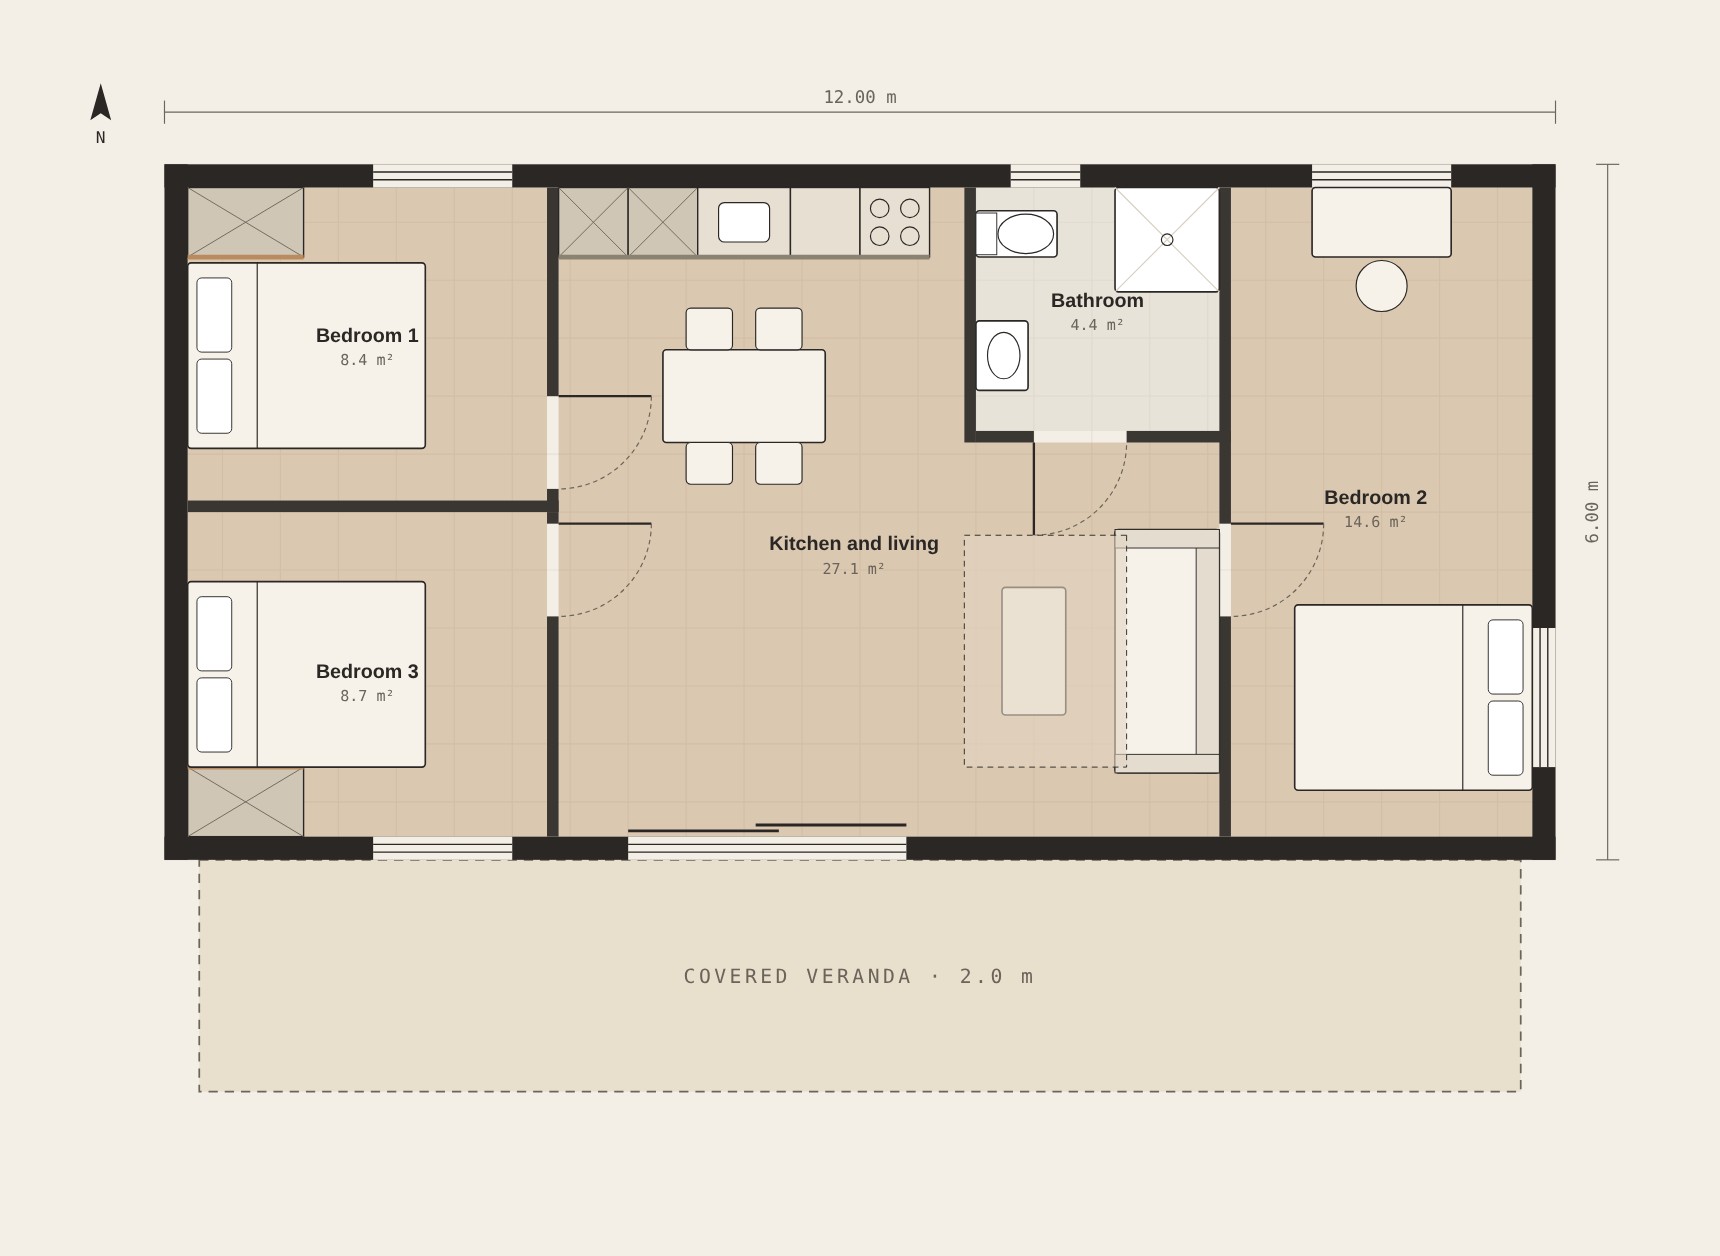 12.00 m
N
Bedroom 1
8.4 m²
Bathroom
4.4 m²
Bedroom 2
14.6 m²
6.00 m
Kitchen and living
27.1 m²
Bedroom 3
8.7 m²
COVERED VERANDA · 2.0 m